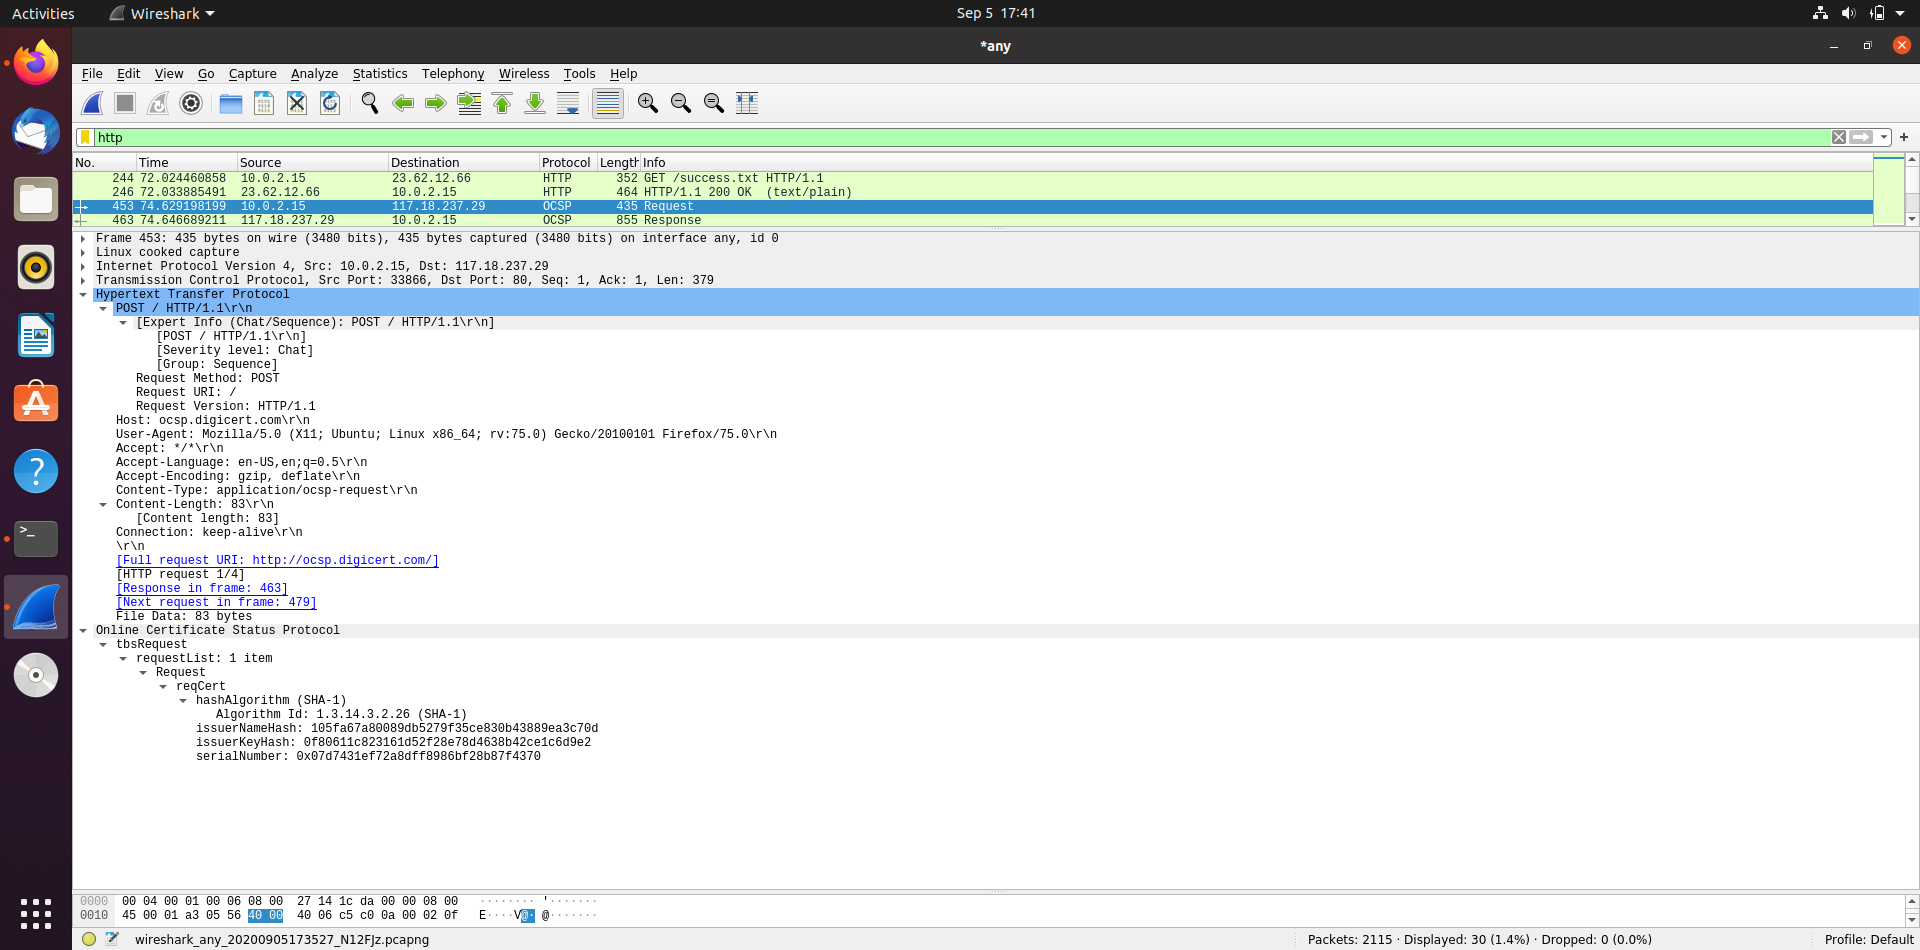 Activities Wireshark Sep 5 17:41
*any
File Edit View Go Capture Analyze Statistics Telephony Wireless Tools Help
http
No. Time Source Destination Protocol Length Info
244 72.024460858 10.0.2.15 23.62.12.66 HTTP 352 GET /success.txt HTTP/1.1
246 72.033885491 23.62.12.66 10.0.2.15 HTTP 464 HTTP/1.1 200 OK (text/plain)
453 74.629198199 10.0.2.15 117.18.237.29 OCSP 435 Request
463 74.646689211 117.18.237.29 10.0.2.15 OCSP 855 Response
Frame 453: 435 bytes on wire (3480 bits), 435 bytes captured (3480 bits) on interface any, id 0
Linux cooked capture
Internet Protocol Version 4, Src: 10.0.2.15, Dst: 117.18.237.29
Transmission Control Protocol, Src Port: 33866, Dst Port: 80, Seq: 1, Ack: 1, Len: 379
Hypertext Transfer Protocol
POST / HTTP/1.1\r\n
[Expert Info (Chat/Sequence): POST / HTTP/1.1\r\n]
[POST / HTTP/1.1\r\n]
[Severity level: Chat]
[Group: Sequence]
Request Method: POST
Request URI: /
Request Version: HTTP/1.1
Host: ocsp.digicert.com\r\n
User-Agent: Mozilla/5.0 (X11; Ubuntu; Linux x86_64; rv:75.0) Gecko/20100101 Firefox/75.0\r\n
Accept: */*\r\n
Accept-Language: en-US,en;q=0.5\r\n
Accept-Encoding: gzip, deflate\r\n
Content-Type: application/ocsp-request\r\n
Content-Length: 83\r\n
[Content length: 83]
Connection: keep-alive\r\n
\r\n
[Full request URI: http://ocsp.digicert.com/]
[HTTP request 1/4]
[Response in frame: 463]
[Next request in frame: 479]
File Data: 83 bytes
Online Certificate Status Protocol
tbsRequest
requestList: 1 item
Request
reqCert
hashAlgorithm (SHA-1)
Algorithm Id: 1.3.14.3.2.26 (SHA-1)
issuerNameHash: 105fa67a80089db5279f35ce830b43889ea3c70d
issuerKeyHash: 0f80611c823161d52f28e78d4638b42ce1c6d9e2
serialNumber: 0x07d7431ef72a8dff8986bf28b87f4370
0000 00 04 00 01 00 06 08 00 27 14 1c da 00 00 08 00 ········ '·······
0010 45 00 01 a3 05 56 40 00 40 06 c5 c0 0a 00 02 0f E····V@· @·······
wireshark_any_20200905173527_N12FJz.pcapng Packets: 2115 · Displayed: 30 (1.4%) · Dropped: 0 (0.0%) Profile: Default